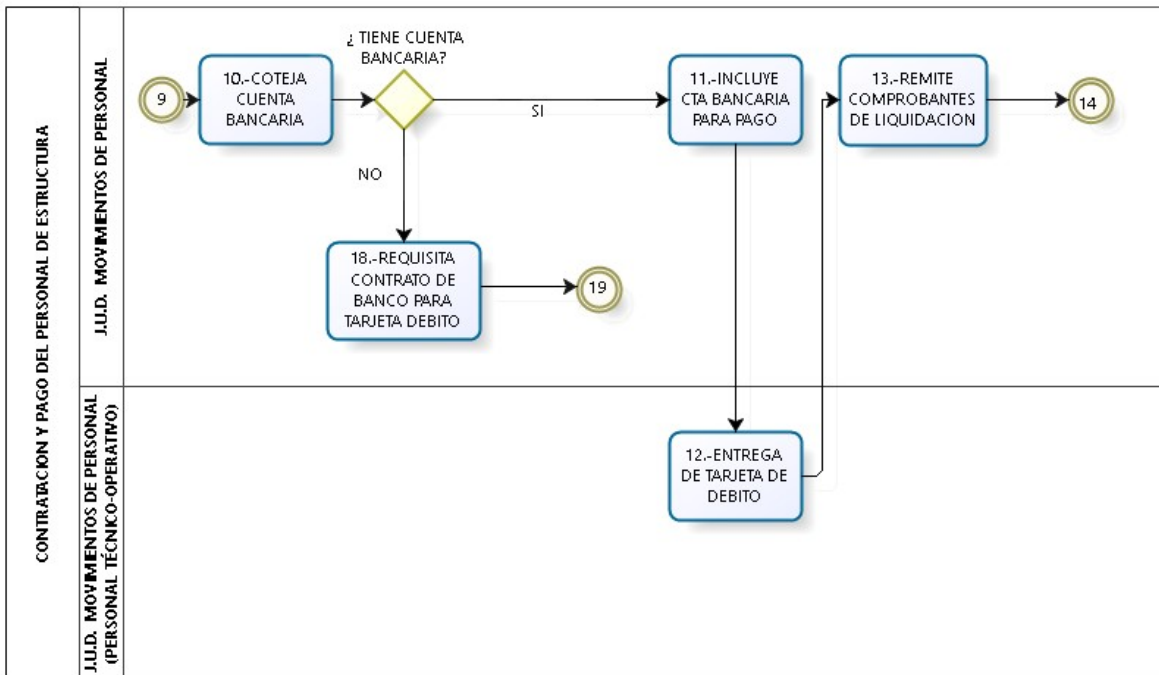 CONTRATACION Y PAGO DEL PERSONAL DE ESTRUCTURA
J.U.D. MOVIMIENTOS DE PERSONAL
9
10.-COTEJA
CUENTA
BANCARIA
¿ TIENE CUENTA
BANCARIA?
SI
NO
11.-INCLUYE
CTA BANCARIA
PARA PAGO
13.-REMITE
COMPROBANTES
DE LIQUIDACION
14
18.-REQUISITA
CONTRATO DE
BANCO PARA
TARJETA DEBITO
19
J.U.D. MOVIMIENTOS DE PERSONAL
(PERSONAL TÉCNICO-OPERATIVO)
12.-ENTREGA
DE TARJETA DE
DEBITO